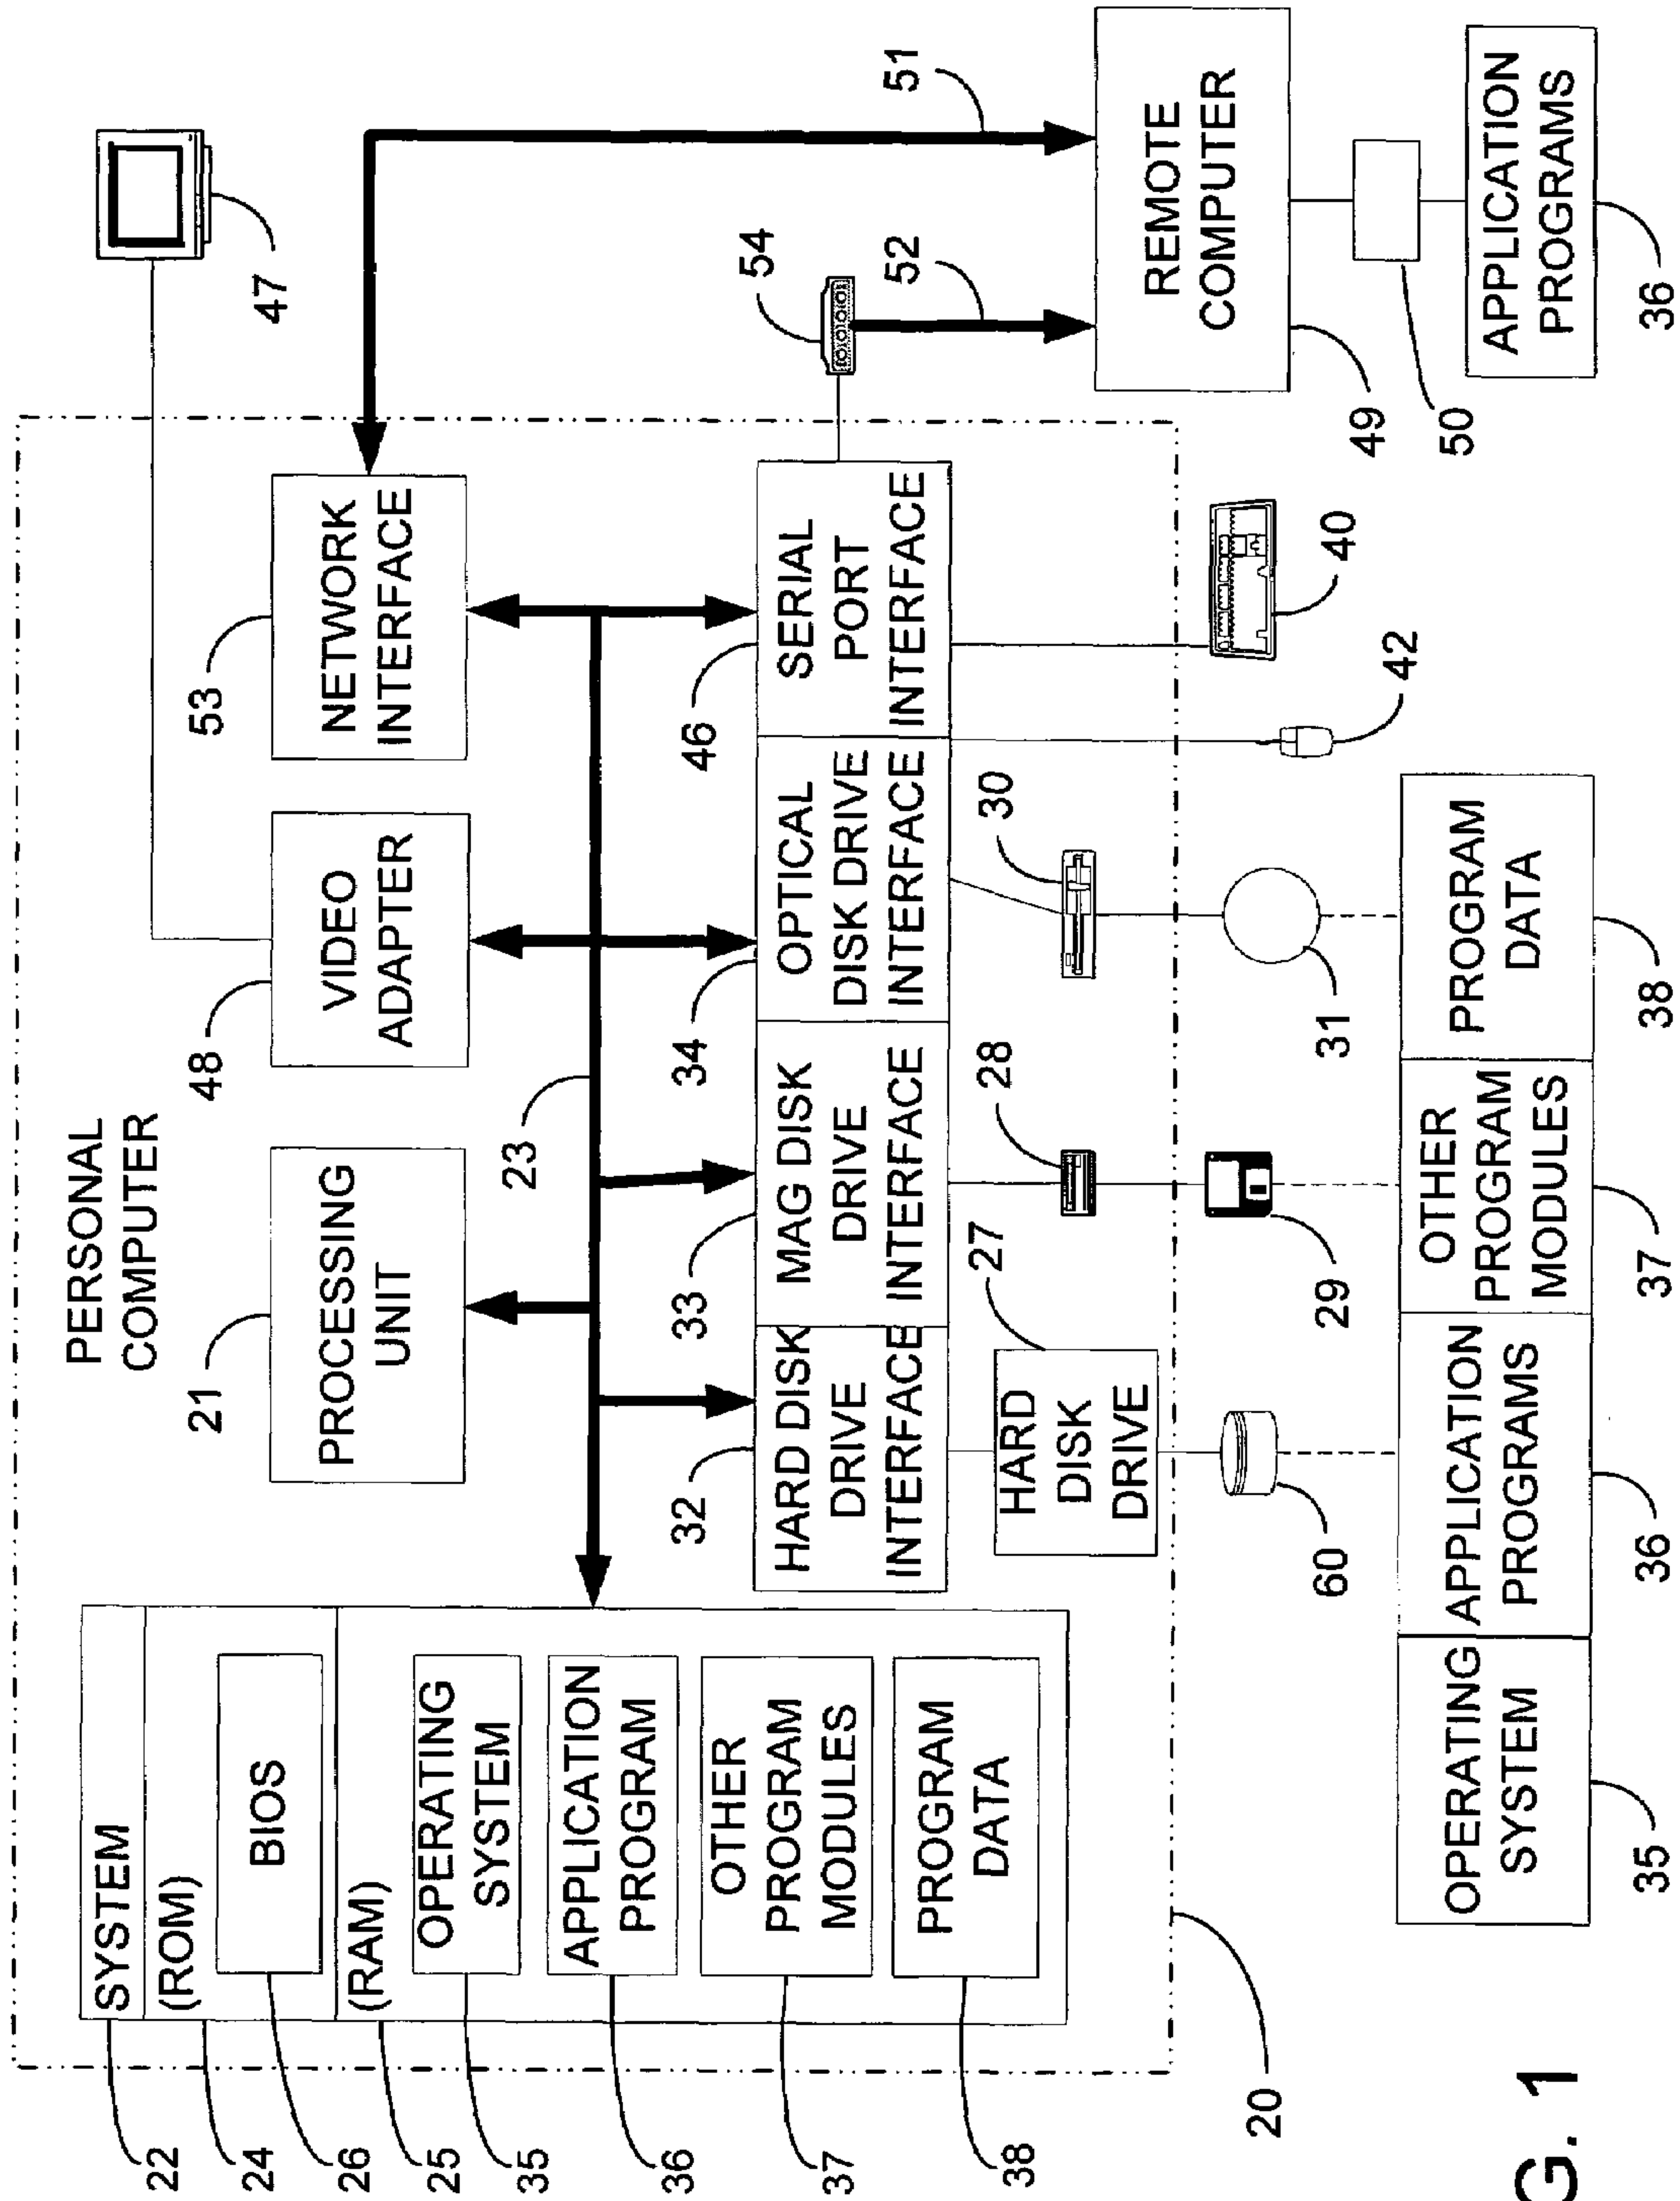 PERSONAL
COMPUTER
20
SYSTEM
22
(ROM)
24
BIOS
26
(RAM)
25
OPERATING
SYSTEM
35
APPLICATION
PROGRAM
36
OTHER
PROGRAM
MODULES
37
PROGRAM
DATA
38
21
PROCESSING
UNIT
48
VIDEO
ADAPTER
53
NETWORK
INTERFACE
47
23
32
HARD DISK
DRIVE
INTERFACE
33
MAG DISK
DRIVE
INTERFACE
34
OPTICAL
DISK DRIVE
INTERFACE
46
SERIAL
PORT
INTERFACE
54
52
51
27
HARD
DISK
DRIVE
28
30
60
29
31
42
40
REMOTE
COMPUTER
49
50
APPLICATION
PROGRAMS
36
OPERATING
SYSTEM
35
APPLICATION
PROGRAMS
36
OTHER
PROGRAM
MODULES
37
PROGRAM
DATA
38
G. 1